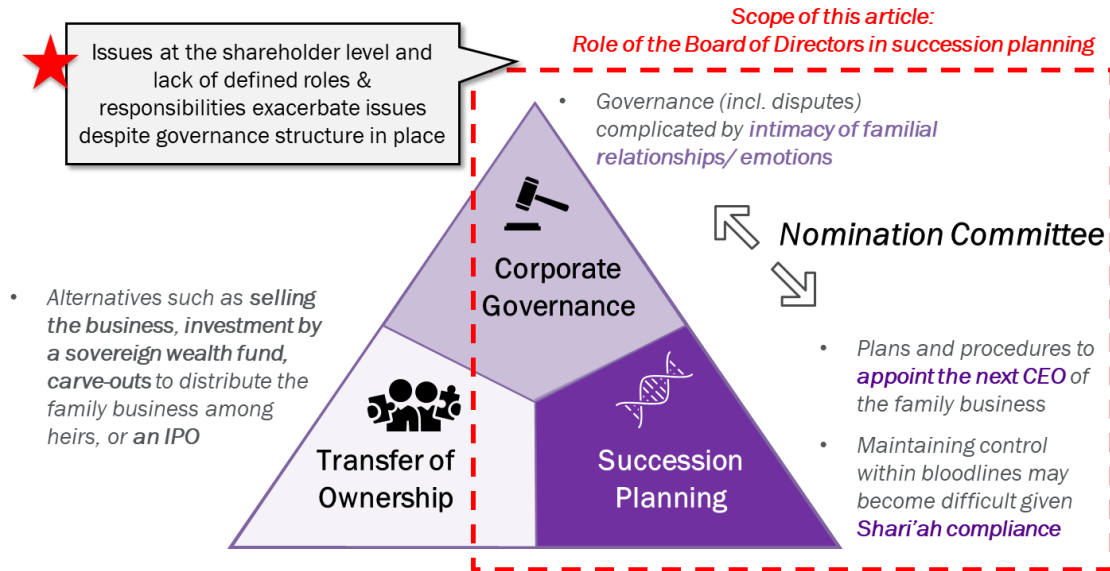 Scope of this article:
Role of the Board of Directors in succession planning
Issues at the shareholder level and
lack of defined roles &
responsibilities exacerbate issues
despite governance structure in place
• Governance (incl. disputes)
complicated by intimacy of familial
relationships/ emotions
Nomination Committee
Corporate
Governance
• Alternatives such as selling
the business, investment by
a sovereign wealth fund,
carve-outs to distribute the
family business among
heirs, or an IPO
• Plans and procedures to
appoint the next CEO of
the family business
• Maintaining control
within bloodlines may
become difficult given
Shari'ah compliance
Transfer of
Ownership
Succession
Planning